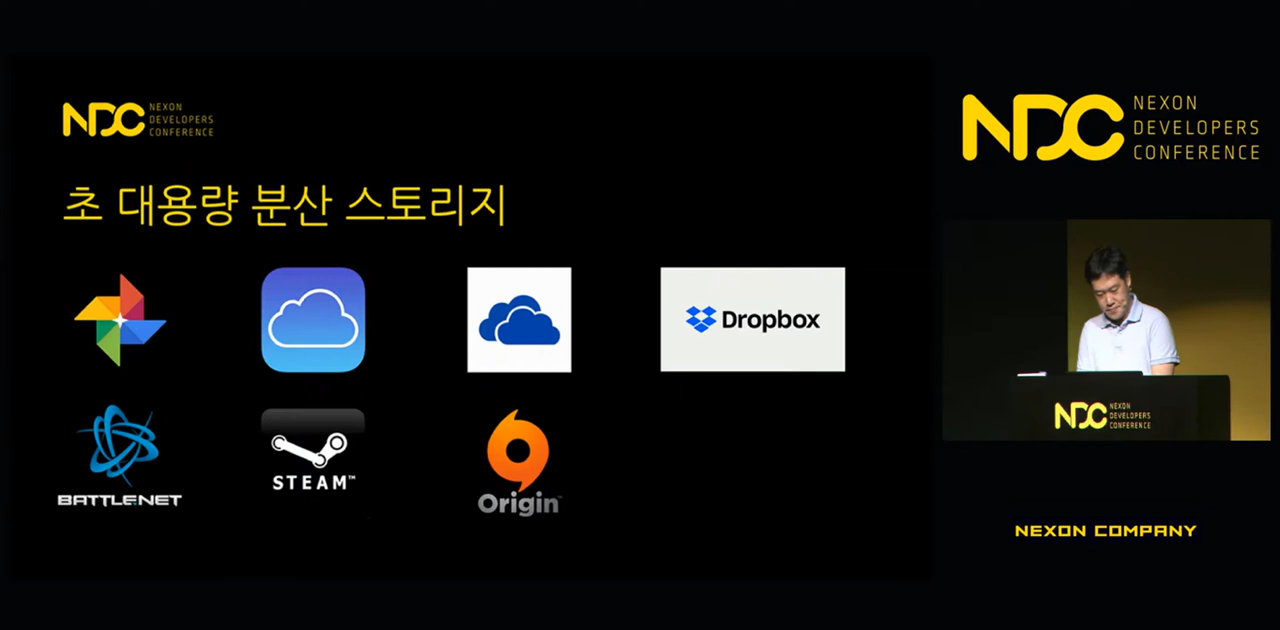 NDC NEXON
DEVELOPERS
CONFERENCE
초 대용량 분산 스토리지
Dropbox
BATTLE.NET
STEAM™
Origin™
NDC NEXON
DEVELOPERS
CONFERENCE
NDC NEXON
DEVELOPERS
CONFERENCE
NEXON COMPANY